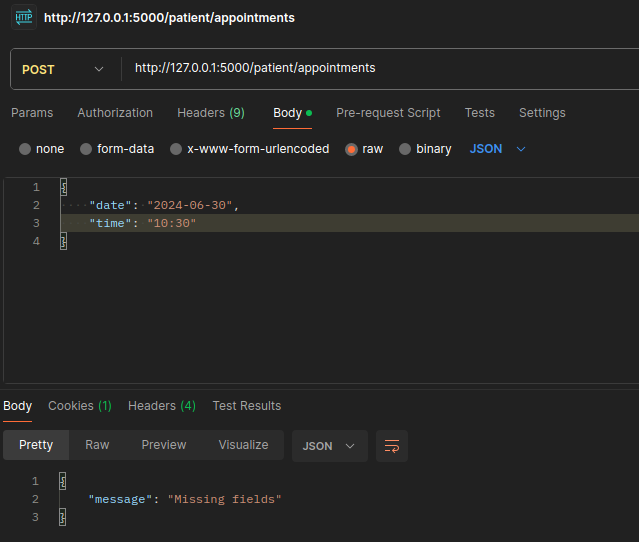 HTTP http://127.0.0.1:5000/patient/appointments
POST http://127.0.0.1:5000/patient/appointments
Params Authorization Headers (9) Body Pre-request Script Tests Settings
none form-data x-www-form-urlencoded raw binary JSON
1 {
2 "date": "2024-06-30",
3 "time": "10:30"
4 }
Body Cookies (1) Headers (4) Test Results
Pretty Raw Preview Visualize JSON
1 {
2 "message": "Missing fields"
3 }